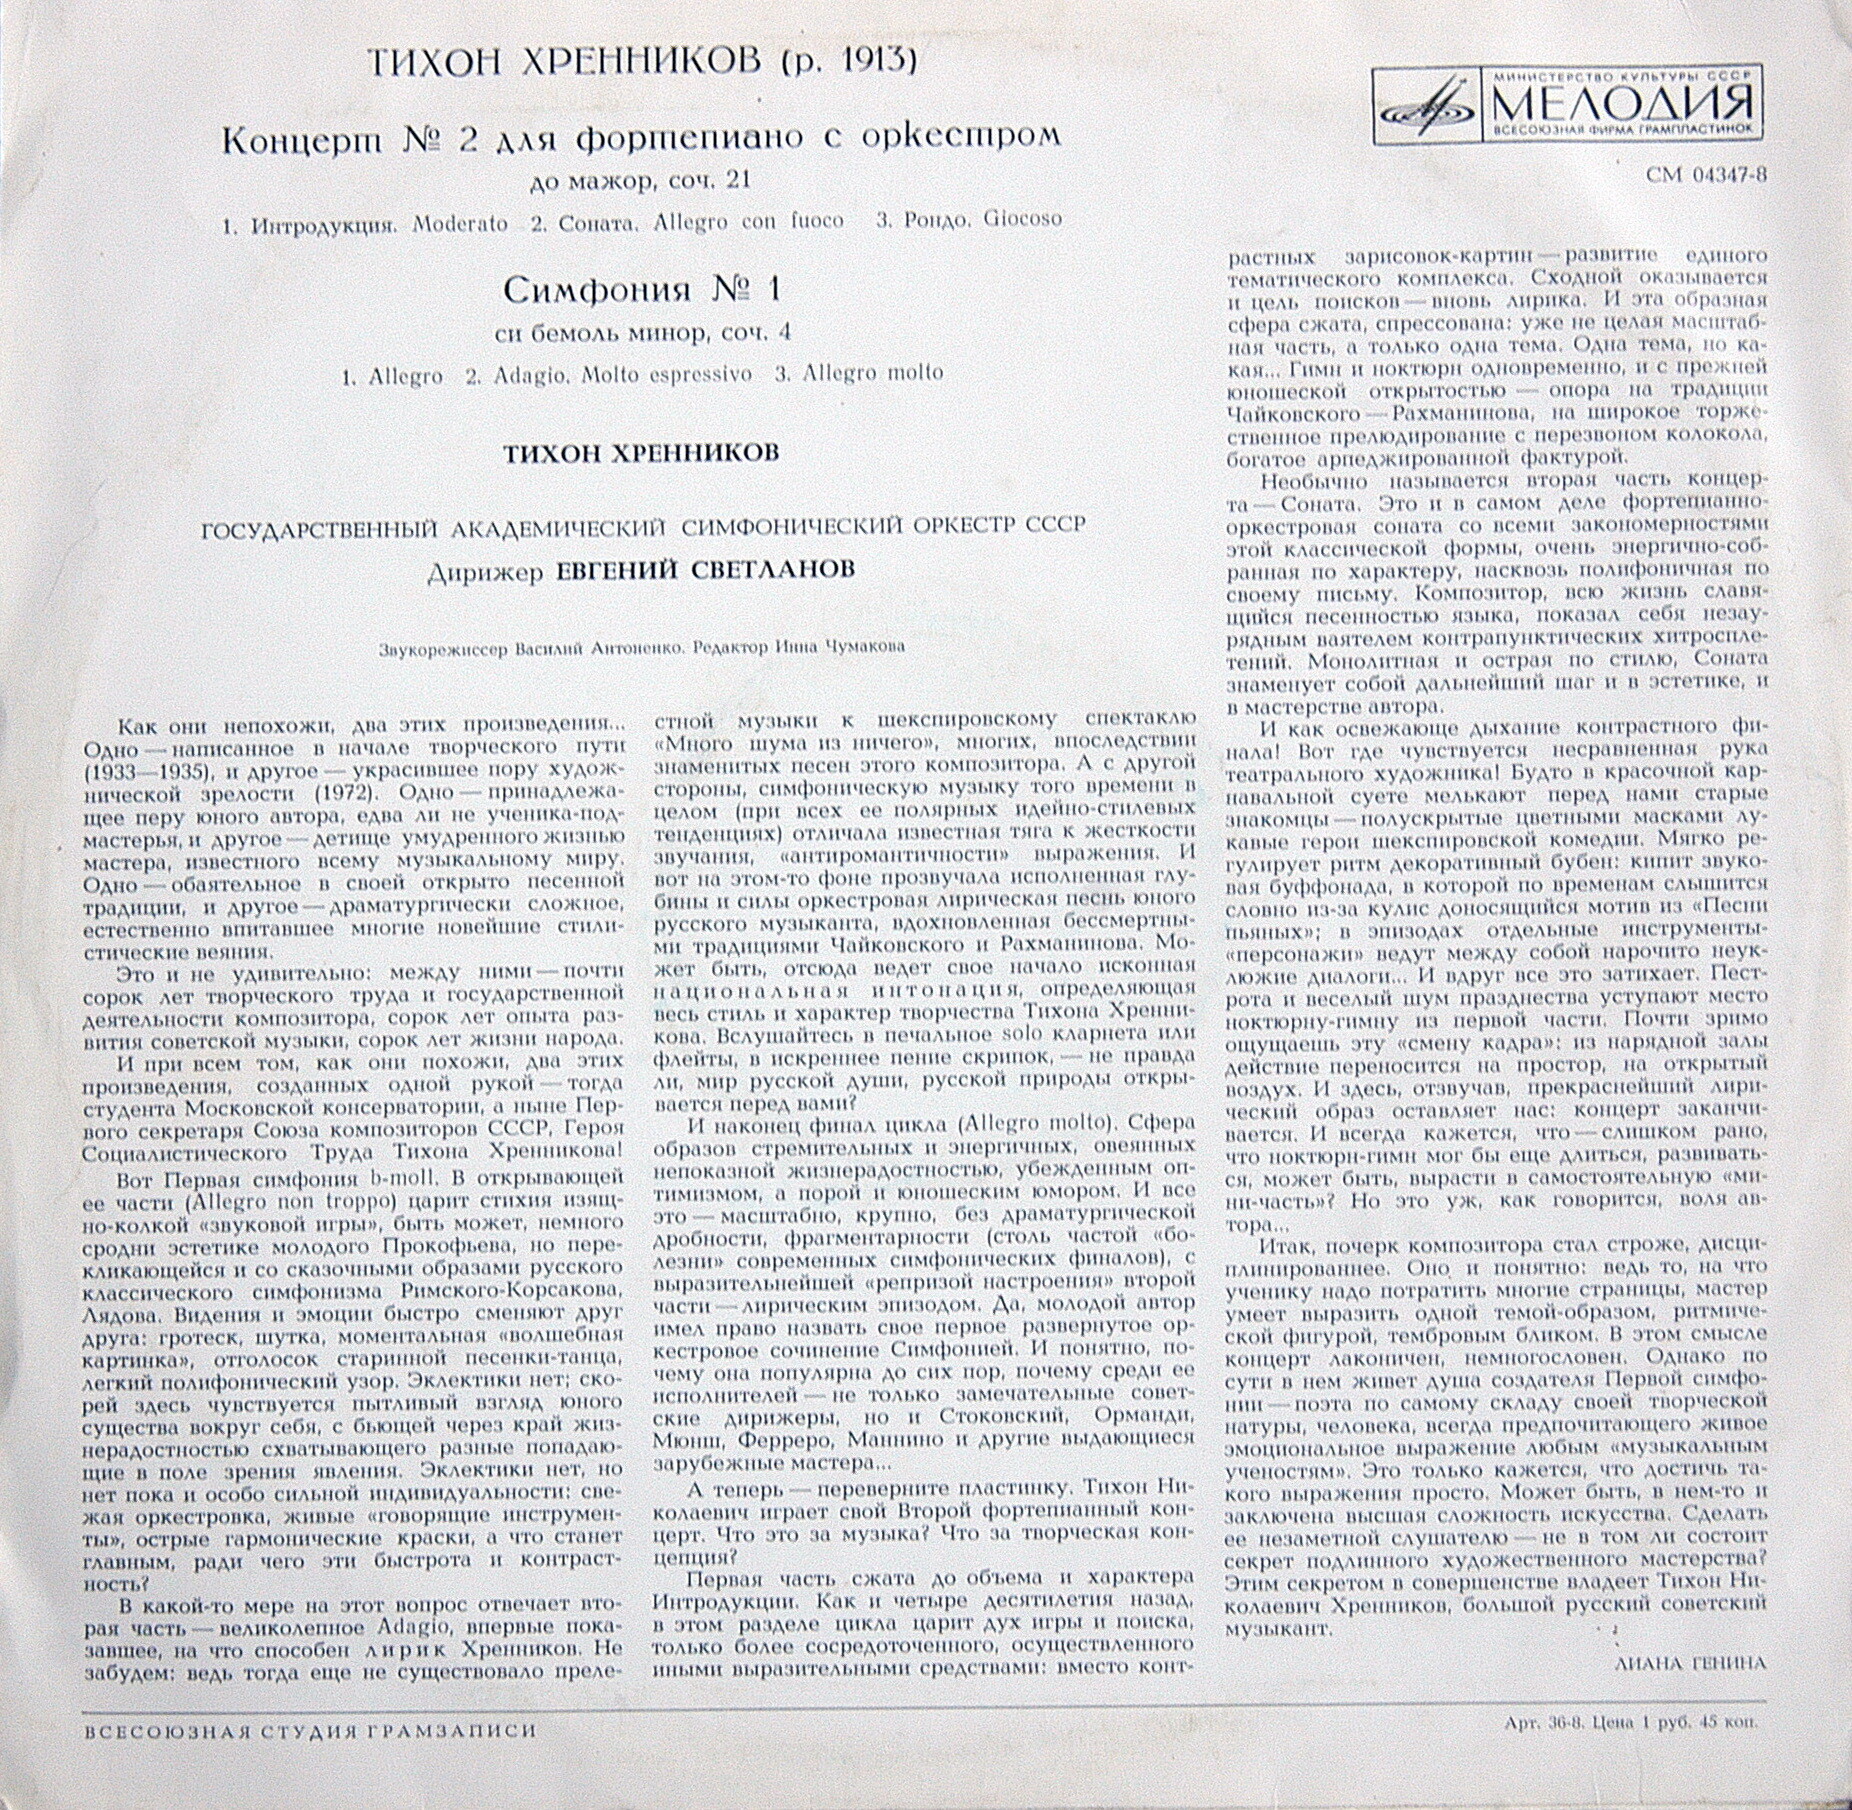 ТИХОН ХРЕННИКОВ (р. 1913)
Концерт № 2 для фортепиано с оркестром
до мажор, соч. 21
1. Интродукция. Moderato 2. Соната. Allegro con fuoco 3. Рондо. Giocoso
Симфония № 1
си бемоль минор, соч. 4
1. Allegro 2. Adagio. Molto espressivo 3. Allegro molto
ТИХОН ХРЕННИКОВ
ГОСУДАРСТВЕННЫЙ АКАДЕМИЧЕСКИЙ СИМФОНИЧЕСКИЙ ОРКЕСТР СССР
Дирижер ЕВГЕНИЙ СВЕТЛАНОВ
Звукорежиссер Василий Антоненко. Редактор Инна Чумакова
МИНИСТЕРСТВО КУЛЬТУРЫ СССР
МЕЛОДИЯ
ВСЕСОЮЗНАЯ ФИРМА ГРАМПЛАСТИНОК
СМ 04347-8
Как они непохожи, два этих произведения...
Одно — написанное в начале творческого пути
(1933—1935), и другое — украсившее пору худож-
нической зрелости (1972). Одно — принадлежа-
щее перу юного автора, едва ли не ученика-под-
мастерья, и другое — детище умудренного жизнью
мастера, известного всему музыкальному миру.
Одно — обаятельное в своей открыто песенной
традиции, и другое — драматургически сложное,
естественно впитавшее многие новейшие стили-
стические веяния.
Это и не удивительно: между ними — почти
сорок лет творческого труда и государственной
деятельности композитора, сорок лет опыта раз-
вития советской музыки, сорок лет жизни народа.
И при всем том, как они похожи, два этих
произведения, созданных одной рукой — тогда
студента Московской консерватории, а ныне Пер-
вого секретаря Союза композиторов СССР, Героя
Социалистического Труда Тихона Хренникова!
Вот Первая симфония b-moll. В открывающей
ее части (Allegro non troppo) царит стихия изящ-
но-колкой «звуковой игры», быть может, немного
сродни эстетике молодого Прокофьева, но пере-
кликающейся и со сказочными образами русского
классического симфонизма Римского-Корсакова,
Лядова. Видения и эмоции быстро сменяют друг
друга: гротеск, шутка, моментальная «волшебная
картинка», отголосок старинной песенки-танца,
легкий полифонический узор. Эклектики нет; ско-
рей здесь чувствуется пытливый взгляд юного
существа вокруг себя, с бьющей через край жиз-
нерадостностью схватывающего разные попадаю-
щие в поле зрения явления. Эклектики нет, но
нет пока и особо сильной индивидуальности: све-
жая оркестровка, живые «говорящие инструмен-
ты», острые гармонические краски, а что станет
главным, ради чего эти быстрота и контраст-
ность?
В какой-то мере на этот вопрос отвечает вто-
рая часть — великолепное Adagio, впервые пока-
завшее, на что способен лирик Хренников. Не
забудем: ведь тогда еще не существовало преле-
стной музыки к шекспировскому спектаклю
«Много шума из ничего», многих, впоследствии
знаменитых песен этого композитора. А с другой
стороны, симфоническую музыку того времени в
целом (при всех ее полярных идейно-стилевых
тенденциях) отличала известная тяга к жесткости
звучания, «антиромантичности» выражения. И
вот на этом-то фоне прозвучала исполненная глу-
бины и силы оркестровая лирическая песнь юного
русского музыканта, вдохновленная бессмертны-
ми традициями Чайковского и Рахманинова. Мо-
жет быть, отсюда ведет свое начало исконная
национальная интонация, определяющая
весь стиль и характер творчества Тихона Хренни-
кова. Вслушайтесь в печальное solo кларнета или
флейты, в искреннее пение скрипок, — не правда
ли, мир русской души, русской природы откры-
вается перед вами?
И наконец финал цикла (Allegro molto). Сфера
образов стремительных и энергичных, овеянных
непоказной жизнерадостностью, убежденным оп-
тимизмом, а порой и юношеским юмором. И все
это — масштабно, крупно, без драматургической
дробности, фрагментарности (столь частой «бо-
лезни» современных симфонических финалов), с
выразительнейшей «репризой настроения» второй
части — лирическим эпизодом. Да, молодой автор
имел право назвать свое первое развернутое ор-
кестровое сочинение Симфонией. И понятно, по-
чему она популярна до сих пор, почему среди ее
исполнителей — не только замечательные совет-
ские дирижеры, но и Стоковский, Орманди,
Мюнш, Ферреро, Маннино и другие выдающиеся
зарубежные мастера...
А теперь — переверните пластинку. Тихон Ни-
колаевич играет свой Второй фортепианный кон-
церт. Что это за музыка? Что за творческая кон-
цепция?
Первая часть сжата до объема и характера
Интродукции. Как и четыре десятилетия назад,
в этом разделе цикла царит дух игры и поиска,
только более сосредоточенного, осуществленного
иными выразительными средствами: вместо конт-
растных зарисовок-картин — развитие единого
тематического комплекса. Сходной оказывается
и цель поисков — вновь лирика. И эта образная
сфера сжата, спрессована: уже не целая масштаб-
ная часть, а только одна тема. Одна тема, но ка-
кая... Гимн и ноктюрн одновременно, и с прежней
юношеской открытостью — опора на традиции
Чайковского — Рахманинова, на широкое торже-
ственное прелюдирование с перезвоном колокола,
богатое арпеджированной фактурой.
Необычно называется вторая часть концер-
та — Соната. Это и в самом деле фортепианно-
оркестровая соната со всеми закономерностями
этой классической формы, очень энергично-соб-
ранная по характеру, насквозь полифоничная по
своему письму. Композитор, всю жизнь славя-
щийся песенностью языка, показал себя незау-
рядным ваятелем контрапунктических хитроспле-
тений. Монолитная и острая по стилю, Соната
знаменует собой дальнейший шаг и в эстетике, и
в мастерстве автора.
И как освежающе дыхание контрастного фи-
нала! Вот где чувствуется несравненная рука
театрального художника! Будто в красочной кар-
навальной суете мелькают перед нами старые
знакомцы — полускрытые цветными масками лу-
кавые герои шекспировской комедии. Мягко ре-
гулирует ритм декоративный бубен: кипит звуко-
вая буффонада, в которой по временам слышится
словно из-за кулис доносящийся мотив из «Песни
пьяных»; в эпизодах отдельные инструменты-
«персонажи» ведут между собой нарочито неук-
люжие диалоги... И вдруг все это затихает. Пест-
рота и веселый шум празднества уступают место
ноктюрну-гимну из первой части. Почти зримо
ощущаешь эту «смену кадра»: из нарядной залы
действие переносится на простор, на открытый
воздух. И здесь, отзвучав, прекраснейший лири-
ческий образ оставляет нас: концерт заканчи-
вается. И всегда кажется, что — слишком рано,
что ноктюрн-гимн мог бы еще длиться, развивать-
ся, может быть, вырасти в самостоятельную «ми-
ни-часть»? Но это уж, как говорится, воля ав-
тора...
Итак, почерк композитора стал строже, дисци-
плинированнее. Оно и понятно: ведь то, на что
ученику надо потратить многие страницы, мастер
умеет выразить одной темой-образом, ритмиче-
ской фигурой, тембровым бликом. В этом смысле
концерт лаконичен, немногословен. Однако по
сути в нем живет душа создателя Первой симфо-
нии — поэта по самому складу своей творческой
натуры, человека, всегда предпочитающего живое
эмоциональное выражение любым «музыкальным
ученостям». Это только кажется, что достичь та-
кого выражения просто. Может быть, в нем-то и
заключена высшая сложность искусства. Сделать
ее незаметной слушателю — не в том ли состоит
секрет подлинного художественного мастерства?
Этим секретом в совершенстве владеет Тихон Ни-
колаевич Хренников, большой русский советский
музыкант.
ЛИАНА ГЕНИНА
ВСЕСОЮЗНАЯ СТУДИЯ ГРАМЗАПИСИ
Арт. 36-8. Цена 1 руб. 45 коп.